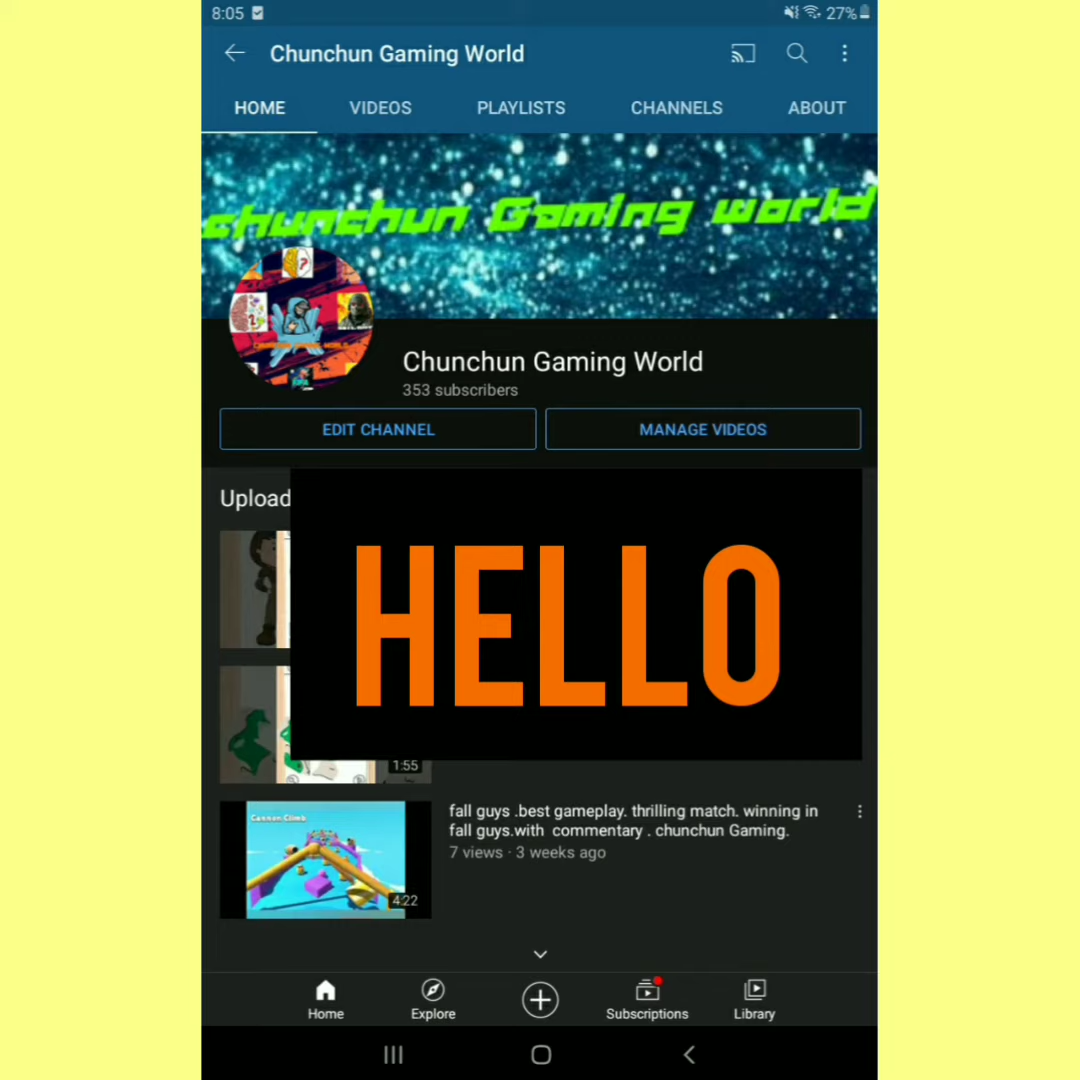 8:05
27%
Chunchun Gaming World
HOME VIDEOS PLAYLISTS CHANNELS ABOUT
chunchun Gaming world
Chunchun Gaming World
353 subscribers
EDIT CHANNEL MANAGE VIDEOS
Upload
HELLO
1:55
Cannon Climb
4:22
fall guys .best gameplay. thrilling match. winning in
fall guys.with commentary . chunchun Gaming.
7 views · 3 weeks ago
Home Explore Subscriptions Library